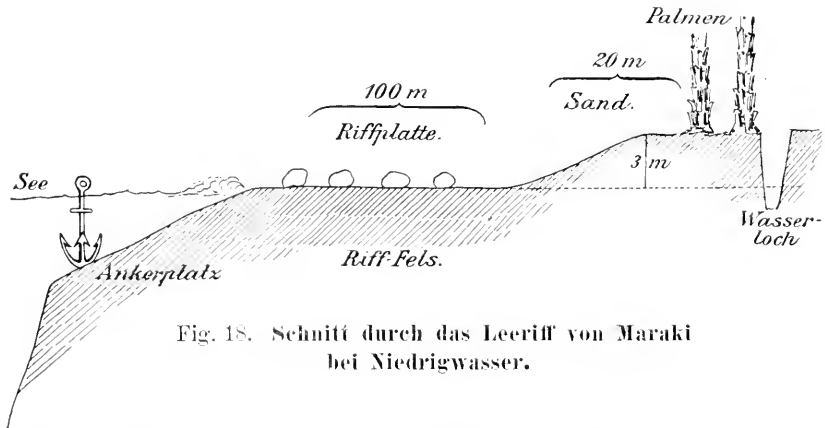 Palmen
20 m
Sand.
100 m
Riffplatte.
See
3 m
Wasser-
loch
Ankerplatz
Riff-Fels.
Fig. 18. Schnitt durch das Leeriff von Maraki
bei Niedrigwasser.